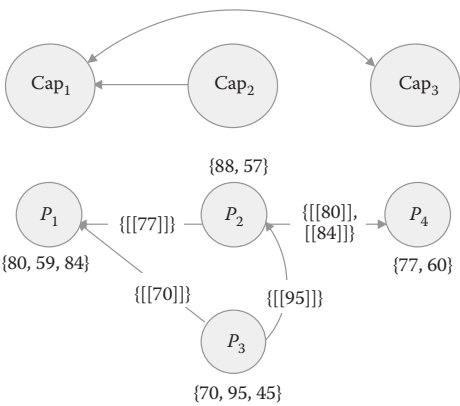 Cap₁ Cap₂ Cap₃
{88, 57}
P₁ {[[77]]} P₂ {[[80]], [[84]]} P₄
{80, 59, 84} {77, 60}
{[[70]]} {[[95]]}
P₃
{70, 95, 45}